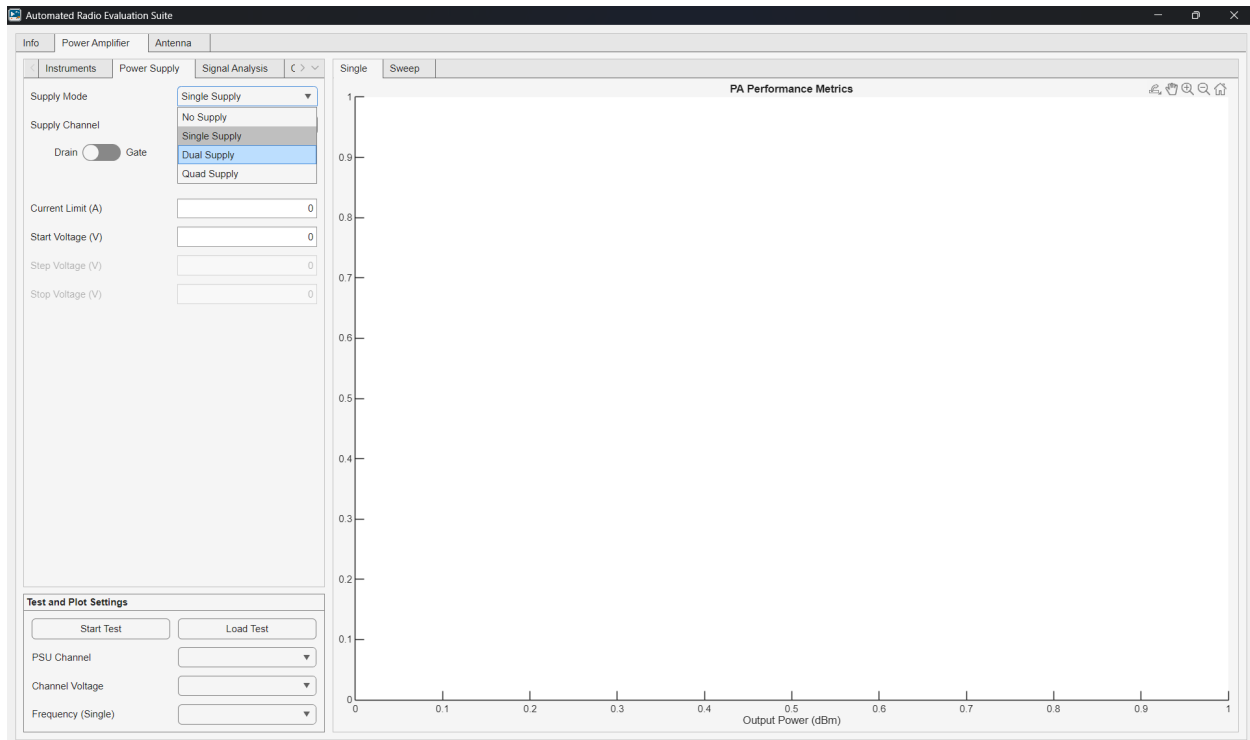 Automated Radio Evaluation Suite
Info Power Amplifier Antenna
Instruments Power Supply Signal Analysis
Single Sweep
Supply Mode Single Supply
No Supply
Supply Channel
Single Supply
Drain Gate Dual Supply
Quad Supply
Current Limit (A) 0
Start Voltage (V) 0
Step Voltage (V) 0
Stop Voltage (V) 0
Test and Plot Settings
Start Test Load Test
PSU Channel
Channel Voltage
Frequency (Single)
PA Performance Metrics
1
0.9
0.8
0.7
0.6
0.5
0.4
0.3
0.2
0.1
0
0 0.1 0.2 0.3 0.4 0.5 0.6 0.7 0.8 0.9 1
Output Power (dBm)